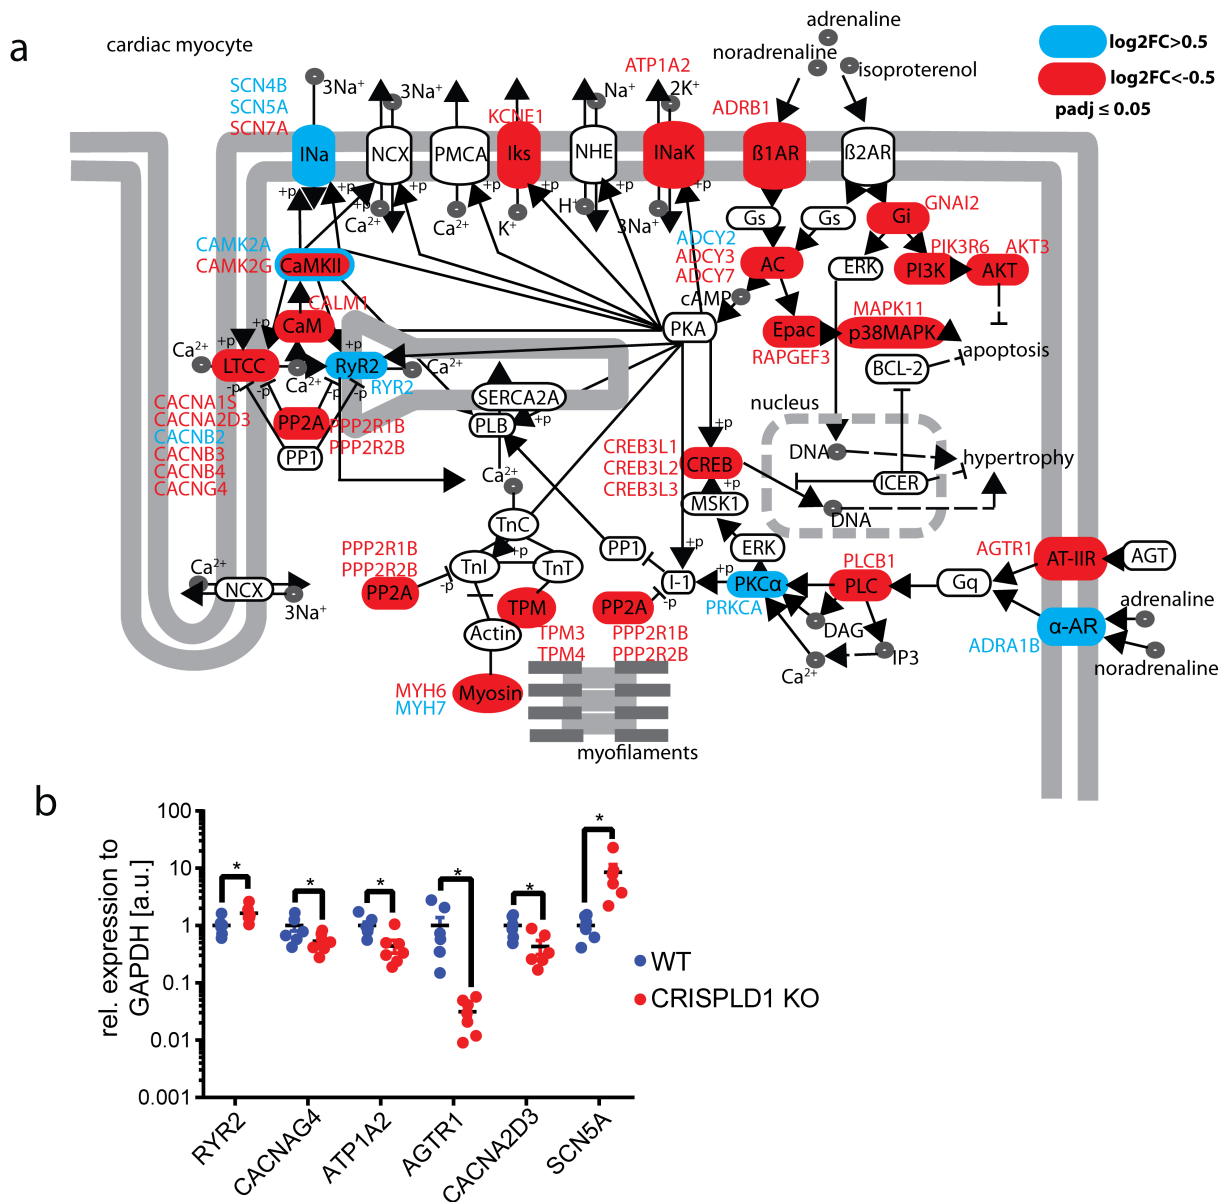 a
cardiac myocyte
adrenaline
noradrenaline
isoproterenol
log2FC>0.5
log2FC<-0.5
padj ≤ 0.05
SCN4B
SCN5A
SCN7A
3Na⁺
3Na⁺
KCNE1
Na⁺
ATP1A2
2K⁺
ADRB1
INa
NCX
PMCA
Iks
NHE
INaK
ß1AR
ß2AR
+p
+p
+p
+p
+p
+p
+p
+p
Ca²⁺
Ca²⁺
K⁺
H⁺
3Na⁺
Gs
Gs
Gi
GNAI2
CAMK2A
CAMK2G
CaMKII
ADCY2
ADCY3
ADCY7
AC
ERK
PIK3R6
PI3K
AKT3
AKT
cAMP
CALM1
CaM
PKA
Epac
RAPGEF3
MAPK11
p38MAPK
apoptosis
BCL-2
+p
+p
Ca²⁺
LTCC
Ca²⁺
RyR2
RYR2
Ca²⁺
-p
-p
-p
-p
SERCA2A
PLB
+p
CACNA1S
CACNA2D3
CACNB2
CACNB3
CACNB4
CACNG4
PP2A
PPP2R1B
PPP2R2B
PP1
nucleus
DNA
hypertrophy
ICER
DNA
+p
CREB3L1
CREB3L2
CREB3L3
CREB
+p
MSK1
ERK
Ca²⁺
TnC
+p
TnI
TnT
PPP2R1B
PPP2R2B
PP2A
-p
TPM
TPM3
TPM4
Actin
MYH6
MYH7
Myosin
myofilaments
PP1
+p
I-1
-p
PP2A
PPP2R1B
PPP2R2B
+p
PKCα
PRKCA
PLCB1
PLC
DAG
IP3
Ca²⁺
Gq
AGTR1
AT-IIR
AGT
α-AR
ADRA1B
adrenaline
noradrenaline
Ca²⁺
NCX
3Na⁺
b
rel. expression to
GAPDH [a.u.]
100
10
1
0.1
0.01
0.001
*
*
*
*
*
*
WT
CRISPLD1 KO
RYR2
CACNAG4
ATP1A2
AGTR1
CACNA2D3
SCN5A